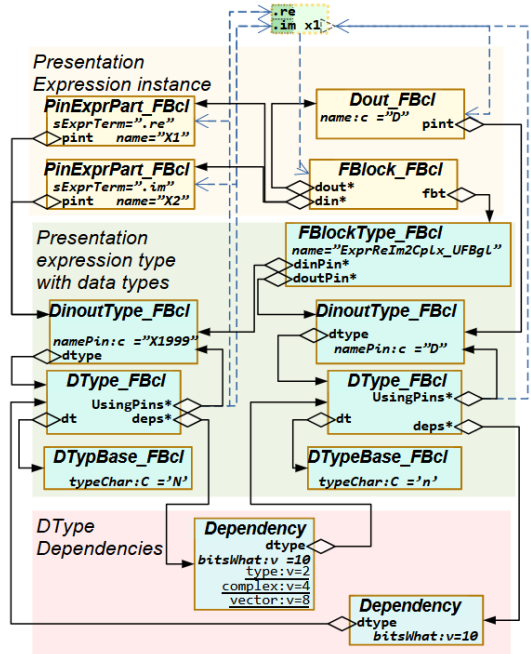 .re
.im x1
Presentation
Expression instance
PinExprPart_FBcl
sExprTerm=".re"
pint name="X1"
Dout_FBcl
name:c ="D"
pint
PinExprPart_FBcl
sExprTerm=".im"
pint name="X2"
FBlock_FBcl
dout*
din*
fbt
Presentation
expression type
with data types
FBlockType_FBcl
name="ExprReIm2Cplx_UFBgl"
dinPin*
doutPin*
DinoutType_FBcl
namePin:c ="X1999"
dtype
DinoutType_FBcl
dtype
namePin:c ="D"
DType_FBcl
UsingPins*
dt deps*
DType_FBcl
UsingPins*
dt
deps*
DTypBase_FBcl
typeChar:C ='N'
DTypeBase_FBcl
typeChar:C ='n'
DType
Dependencies
Dependency
dtype
bitsWhat:v =10
type:v=2
complex:v=4
vector:v=8
Dependency
dtype
bitsWhat:v=10